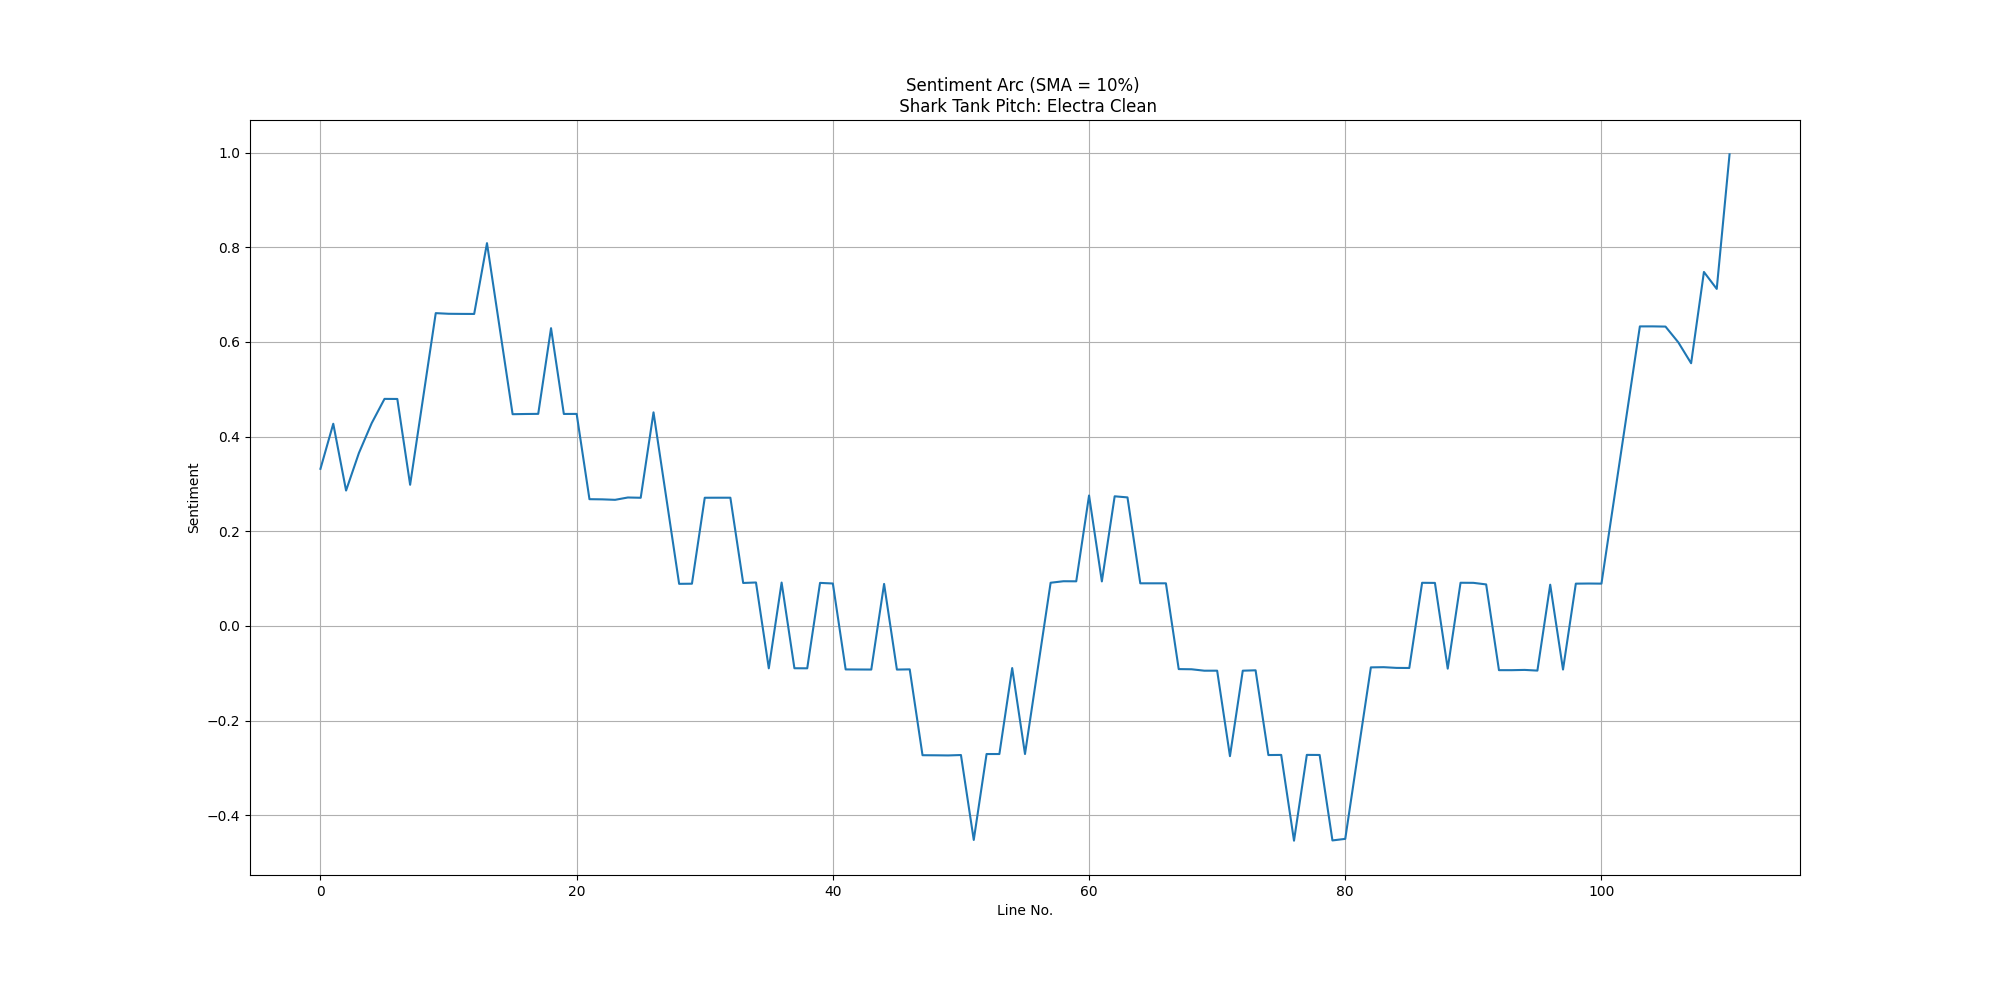 Sentiment Arc (SMA = 10%)
Shark Tank Pitch: Electra Clean
Sentiment
1.0
0.8
0.6
0.4
0.2
0.0
−0.2
−0.4
0 20 40 60 80 100
Line No.